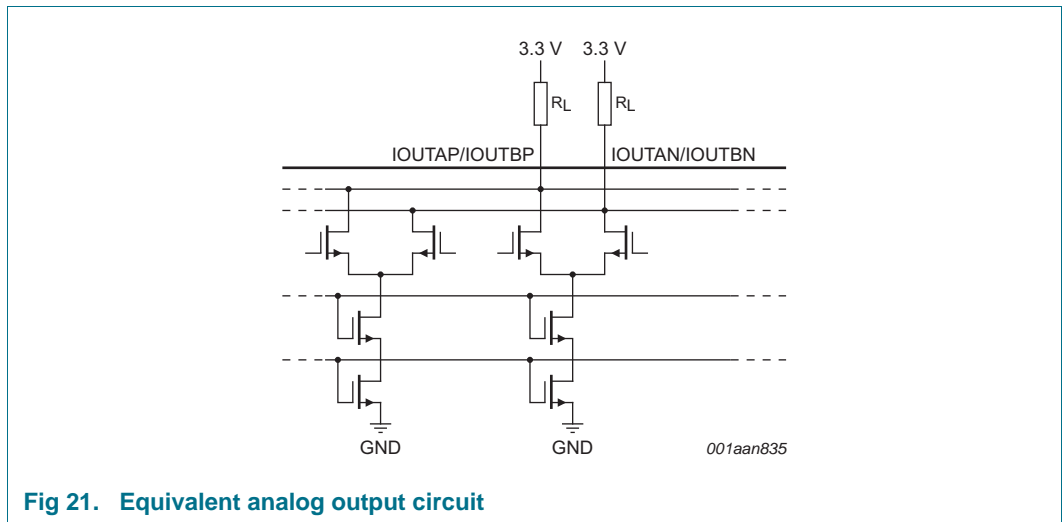 3.3 V 3.3 V
RL RL
IOUTAP/IOUTBP IOUTAN/IOUTBN
GND GND 001aan835
Fig 21. Equivalent analog output circuit